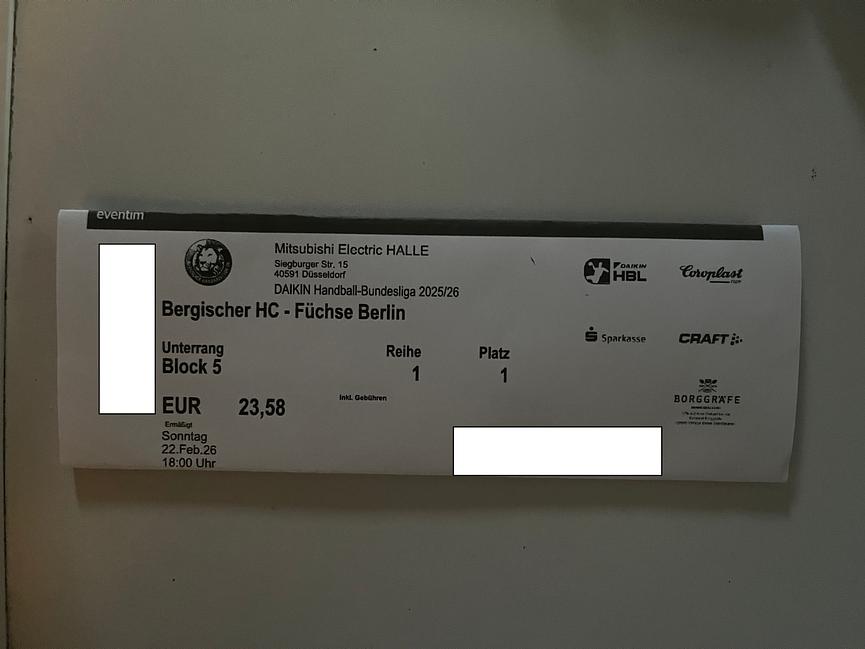 eventim
Mitsubishi Electric HALLE
Siegburger Str. 15
40591 Düsseldorf
DAIKIN Handball-Bundesliga 2025/26
Bergischer HC - Füchse Berlin
Unterrang
Block 5
Reihe
1
Platz
1
EUR 23,58
Inkl. Gebühren
Ermäßigt
Sonntag
22.Feb.26
18:00 Uhr
DAIKIN
HBL
Coroplast
Sparkasse
CRAFT
BORGGRÄFE